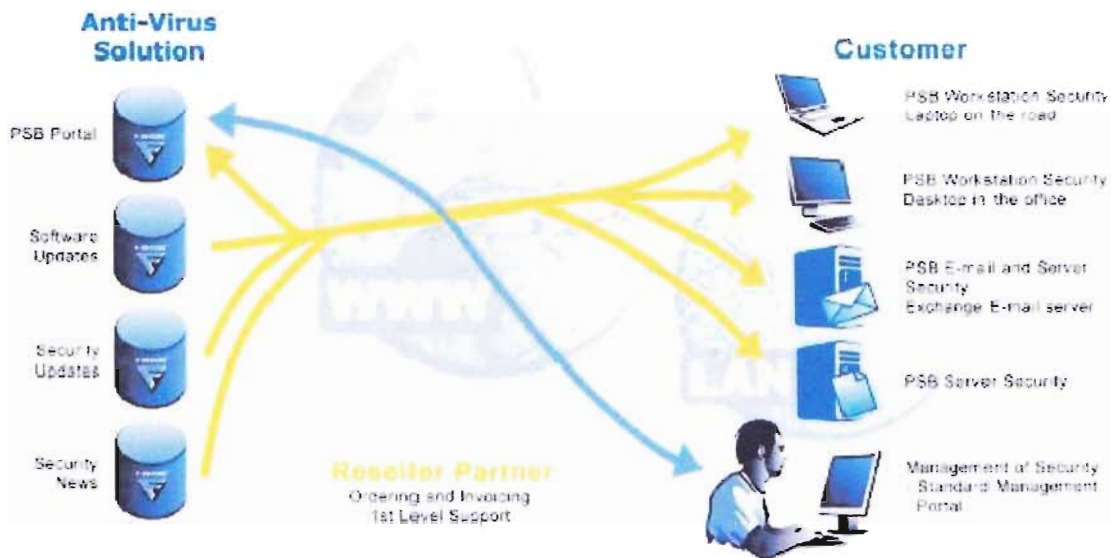 Anti-Virus
Solution
Customer
PSB Portal
Software
Updates
Security
Updates
Security
News
PSB Workstation Security
Laptop on the road
PSB Workstation Security
Desktop in the office
PSB E-mail and Server
Security
Exchange E-mail server
PSB Server Security
Management of Security
Standard Management
Portal
Reseller Partner
Ordering and Invoicing
1st Level Support
WWW
LAN